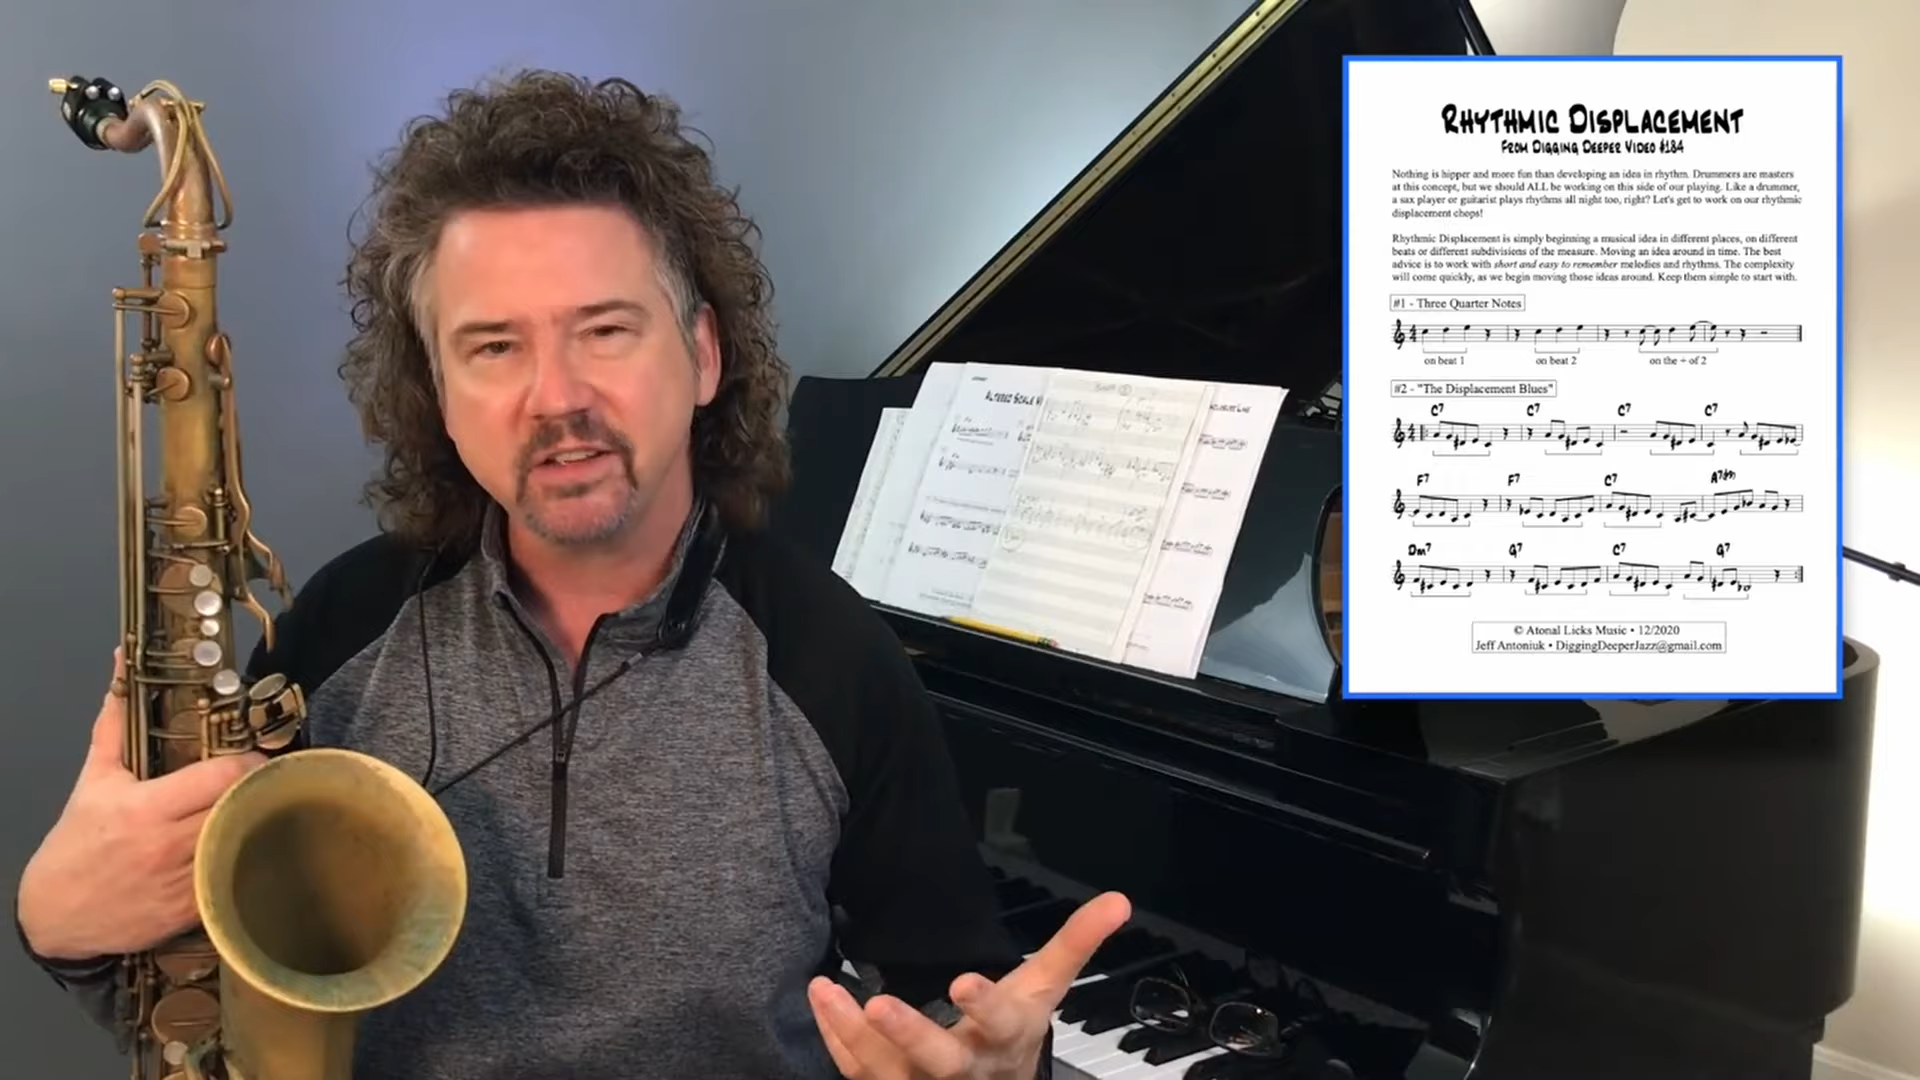 Rhythmic Displacement
From Digging Deeper Video #184
Nothing is hipper and more fun than developing an idea in rhythm. Drummers are masters
at this concept, but we should ALL be working on this side of our playing. Like a drummer,
a sax player or guitarist plays rhythms all night too, right? Let's get to work on our rhythmic
displacement chops!
Rhythmic Displacement is simply beginning a musical idea in different places, on different
beats or different subdivisions of the measure. Moving an idea around in time. The best
advice is to work with short and easy to remember melodies and rhythms. The complexity
will come quickly, as we begin moving those ideas around. Keep them simple to start with.
#1 - Three Quarter Notes
on beat 1 on beat 2 on the + of 2
#2 - "The Displacement Blues"
C7 C7 C7 C7
F7 F7 C7 A7
Dm7 G7 C7 G7
© Atonal Licks Music • 12/2020
Jeff Antoniuk • DiggingDeeperJazz@gmail.com
Altered Scale